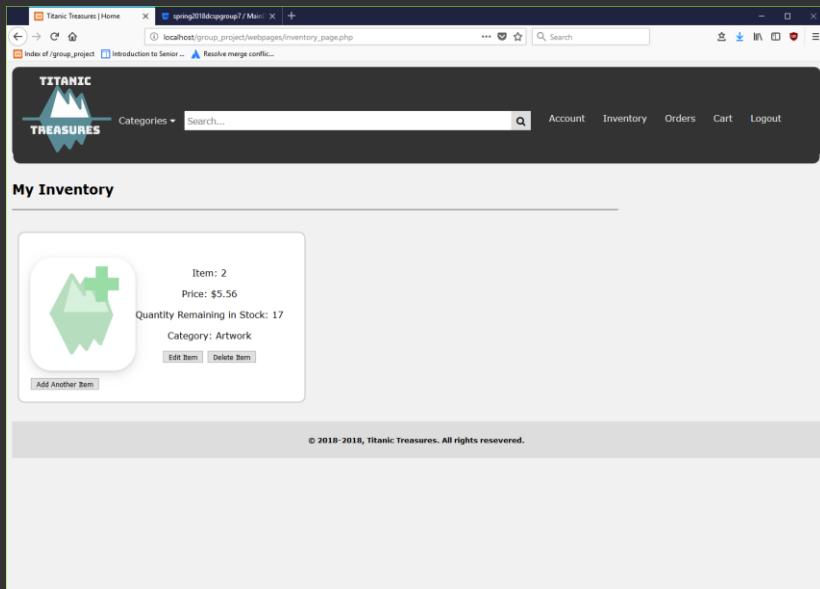 Titanic Treasures | Home
spring2018dcspgroup7 / Main
localhost/group_project/webpages/inventory_page.php
Search
Index of /group_project
Introduction to Senior ...
Resolve merge conflic...
TITANIC
TREASURES
Categories
Search...
Account
Inventory
Orders
Cart
Logout
My Inventory
Item: 2
Price: $5.56
Quantity Remaining in Stock: 17
Category: Artwork
Edit Item
Delete Item
Add Another Item
© 2018-2018, Titanic Treasures. All rights resevered.